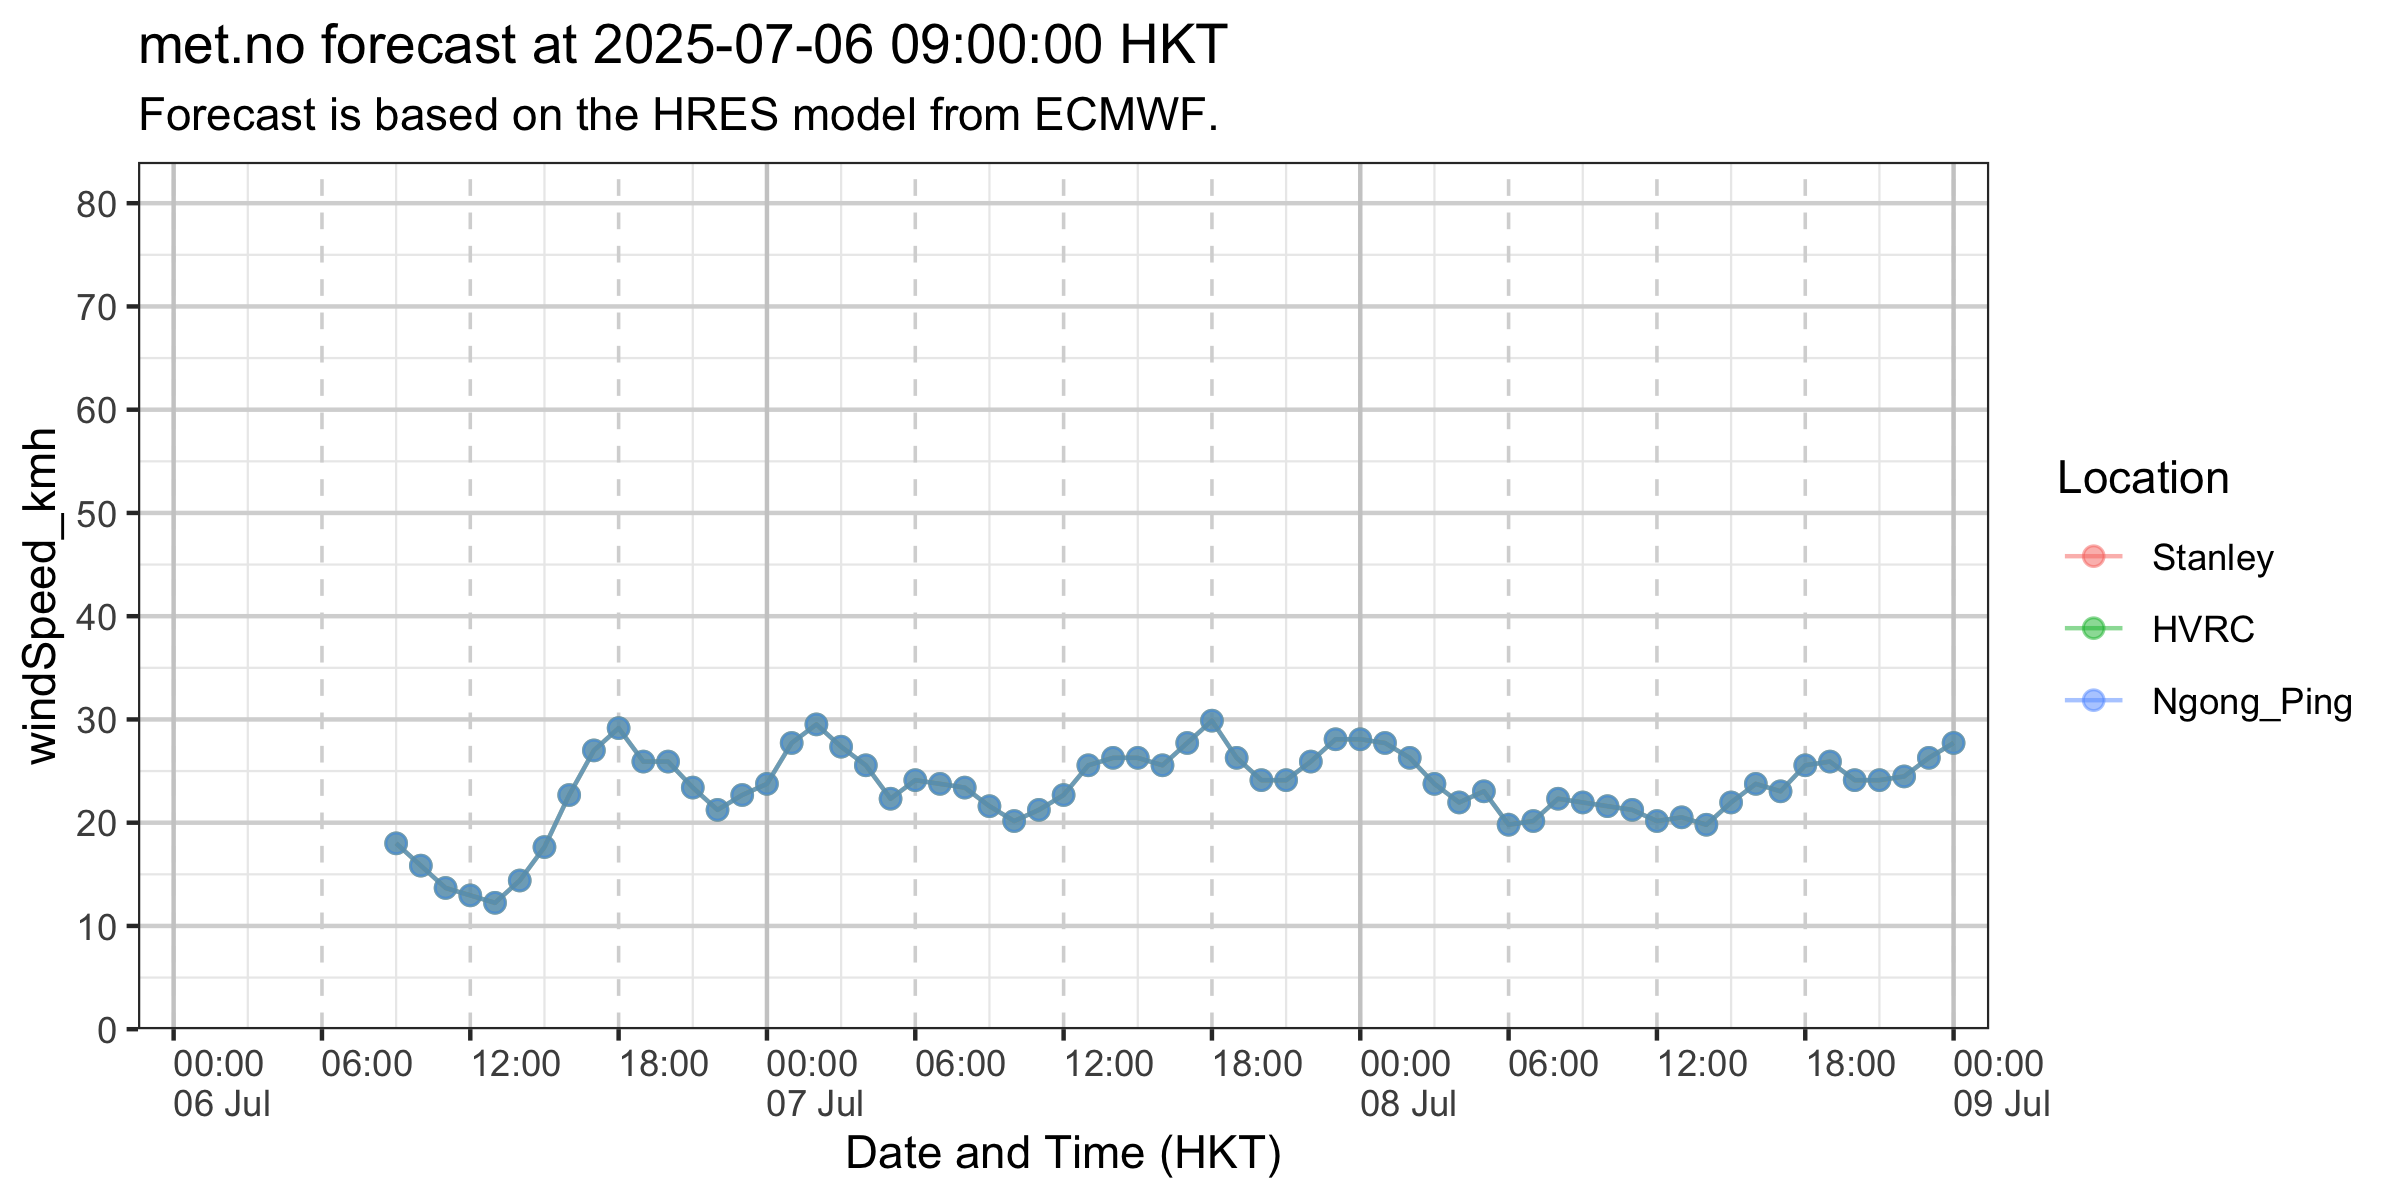 met.no forecast at 2025-07-06 09:00:00 HKT
Forecast is based on the HRES model from ECMWF.
windSpeed_kmh
80
70
60
50
40
30
20
10
0
00:00 06:00 12:00 18:00 00:00 06:00 12:00 18:00 00:00 06:00 12:00 18:00 00:00
06 Jul 07 Jul 08 Jul 09 Jul
Date and Time (HKT)
Location
Stanley
HVRC
Ngong_Ping